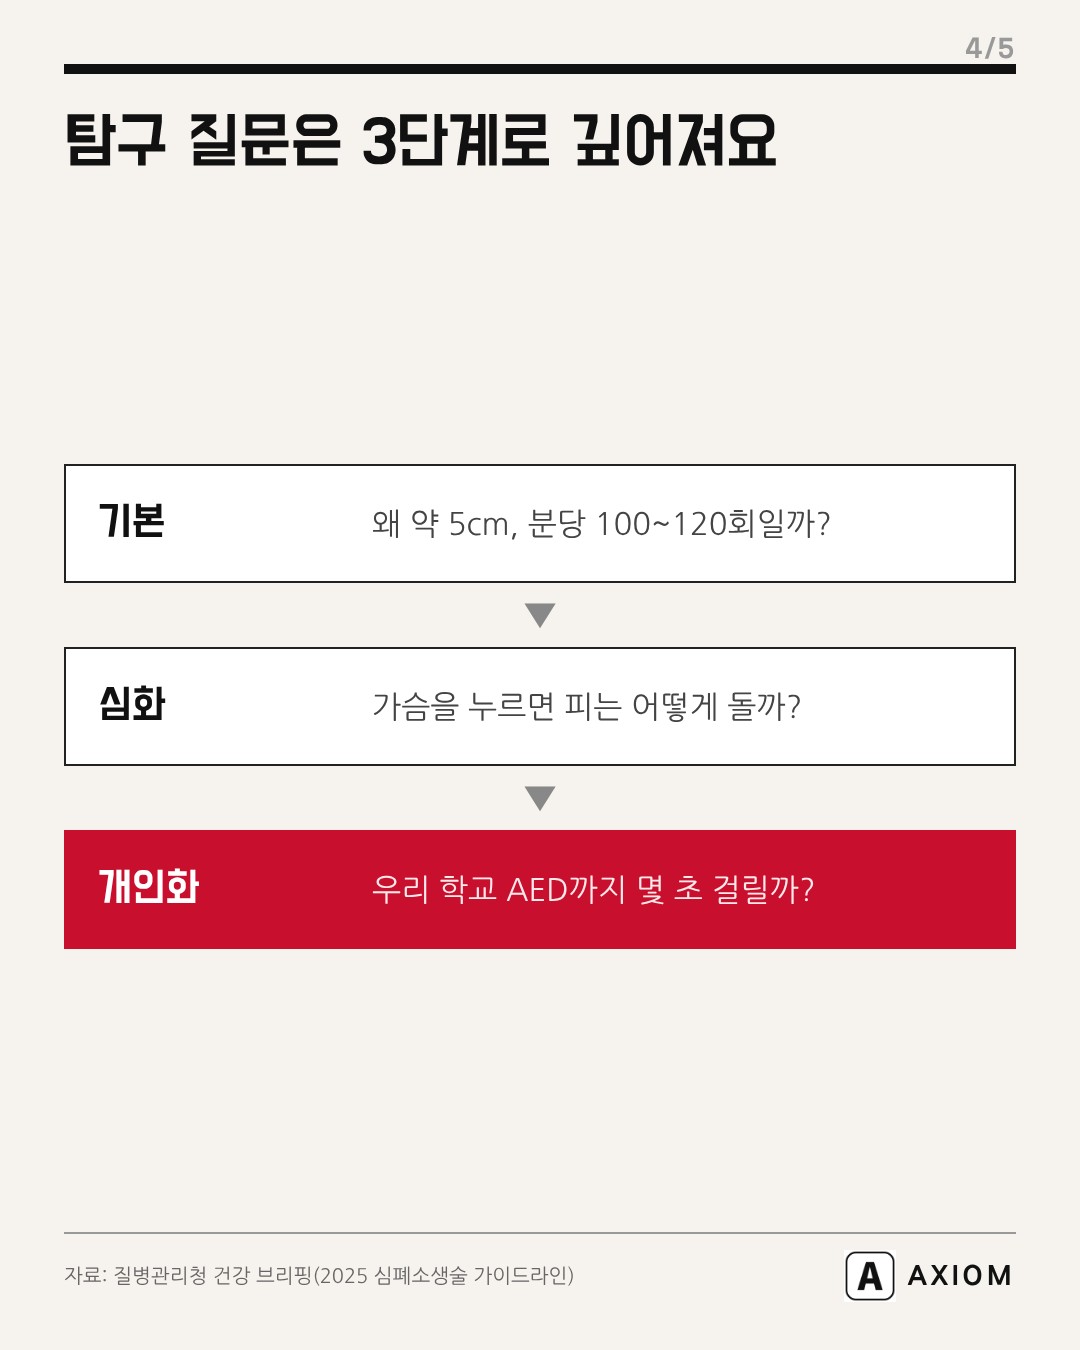 4/5
탐구 질문은 3단계로 깊어져요
기본
왜 약 5cm, 분당 100~120회일까?
심화
가슴을 누르면 피는 어떻게 돌까?
개인화
우리 학교 AED까지 몇 초 걸릴까?
자료: 질병관리청 건강 브리핑(2025 심폐소생술 가이드라인)
A AXIOM